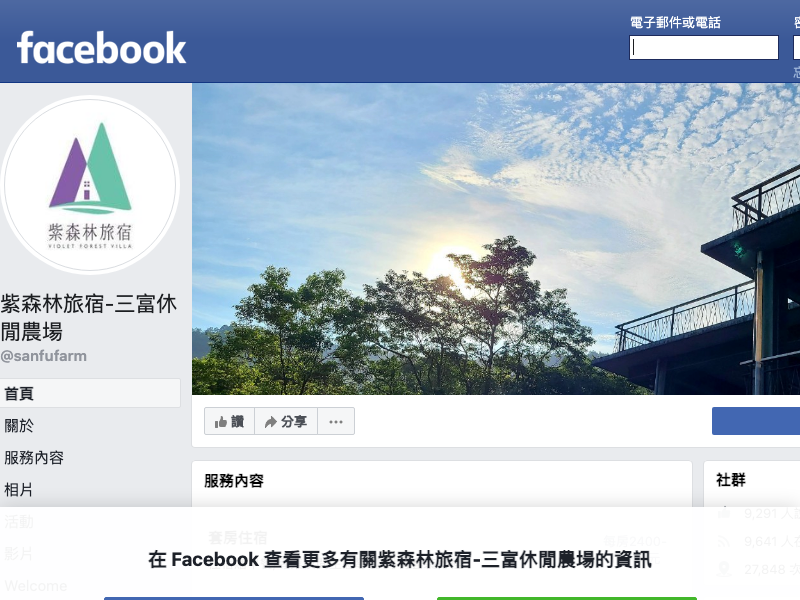 facebook
電子郵件或電話
紫森林旅宿
VIOLET FOREST VILLA
紫森林旅宿-三富休
閒農場
@sanfufarm
首頁
關於
服務內容
相片
活動
影片
Welcome
讚
分享
服務內容
套房住宿
社群
9,291 人
9,641 人
27,848 次
在 Facebook 查看更多有關紫森林旅宿-三富休閒農場的資訊